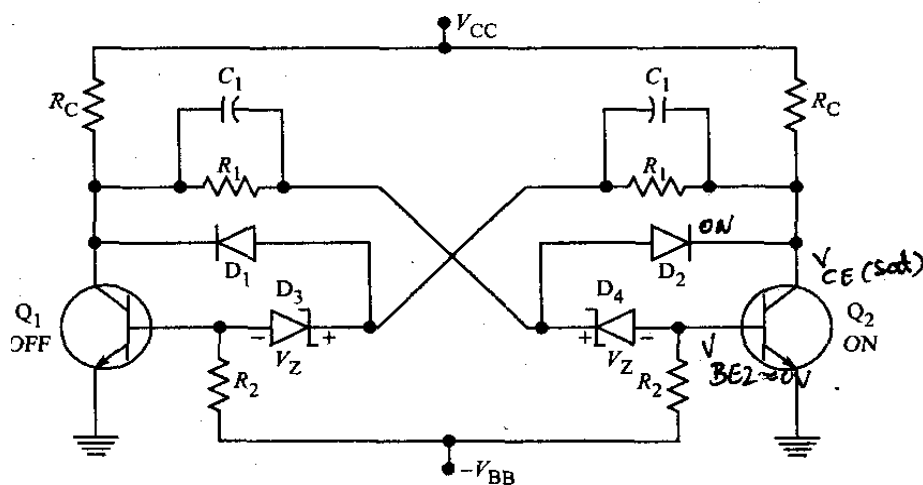 V_CC
C_1
C_1
R_C
R_C
R_1
R_1
ON
D_1
D_2
V_CE (sat)
D_3
D_4
Q_1
OFF
- +
+ -
Q_2
ON
V_Z
V_Z
V_BE2≈0V
R_2
R_2
-V_BB